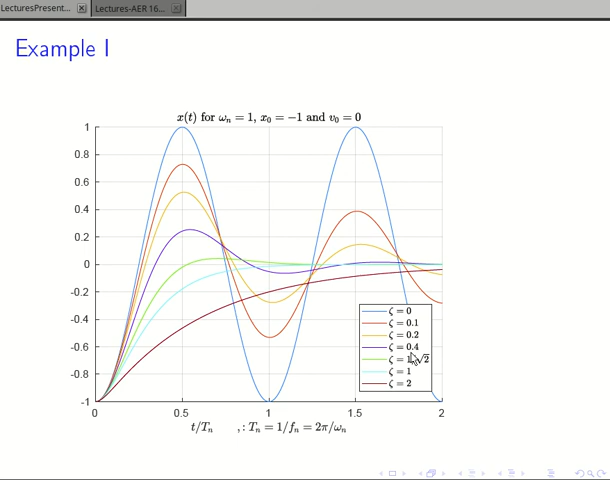 LecturesPresent...
Lectures-AER 16...
Example I
x(t) for ωₙ = 1, x₀ = −1 and v₀ = 0
1
0.8
0.6
0.4
0.2
0
-0.2
-0.4
-0.6
-0.8
-1
0
0.5
1
1.5
2
ζ = 0
ζ = 0.1
ζ = 0.2
ζ = 0.4
ζ = 1/√2
ζ = 1
ζ = 2
t/Tₙ ,: Tₙ = 1/fₙ = 2π/ωₙ